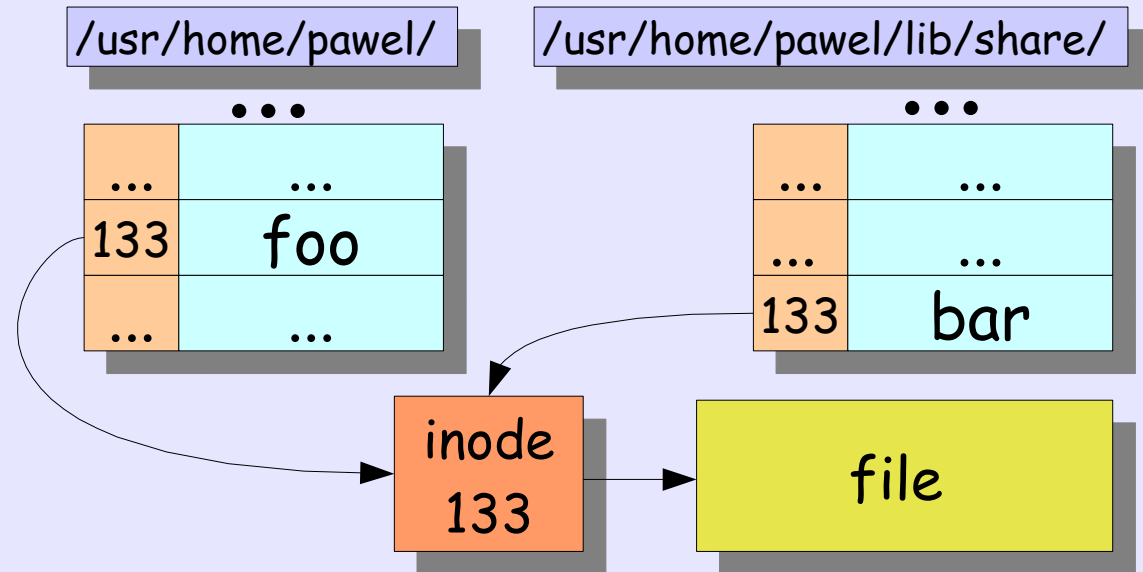 /usr/home/pawel/
/usr/home/pawel/lib/share/
...
... ...
133 foo
... ...
...
... ...
... ...
133 bar
inode
133
file